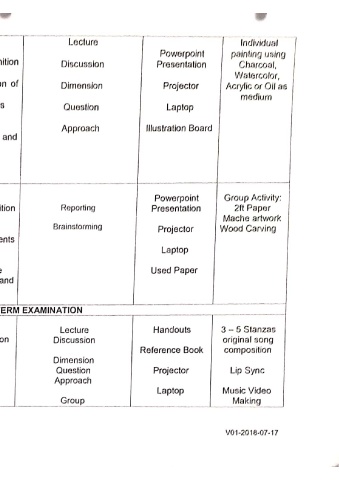 nition
on of
s
and
Lecture
Discussion
Dimension
Question
Approach
Powerpoint
Presentation
Projector
Laptop
Illustration Board
Individual
painting using
Charcoal,
Watercolor,
Acrylic or Oil as
medium
ition
ents
e
and
Reporting
Brainstorming
Powerpoint
Presentation
Projector
Laptop
Used Paper
Group Activity:
2ft Paper
Mache artwork
Wood Carving
TERM EXAMINATION
on
Lecture
Discussion
Dimension
Question
Approach
Group
Handouts
Reference Book
Projector
Laptop
3 – 5 Stanzas
original song
composition
Lip Sync
Music Video
Making
V01-2018-07-17